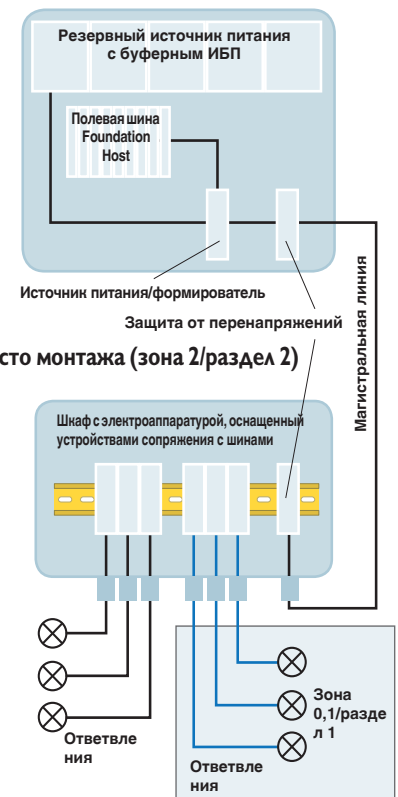 Резервный источник питания
с буферным ИБП
Полевая шина
Foundation
Host
Источник питания/формирователь
Защита от перенапряжений
Магистральная линия
сто монтажа (зона 2/раздел 2)
Шкаф с электроаппаратурой, оснащенный
устройствами сопряжения с шинами
Зона
0,1/разде
л 1
Ответвле
ния
Ответвле
ния